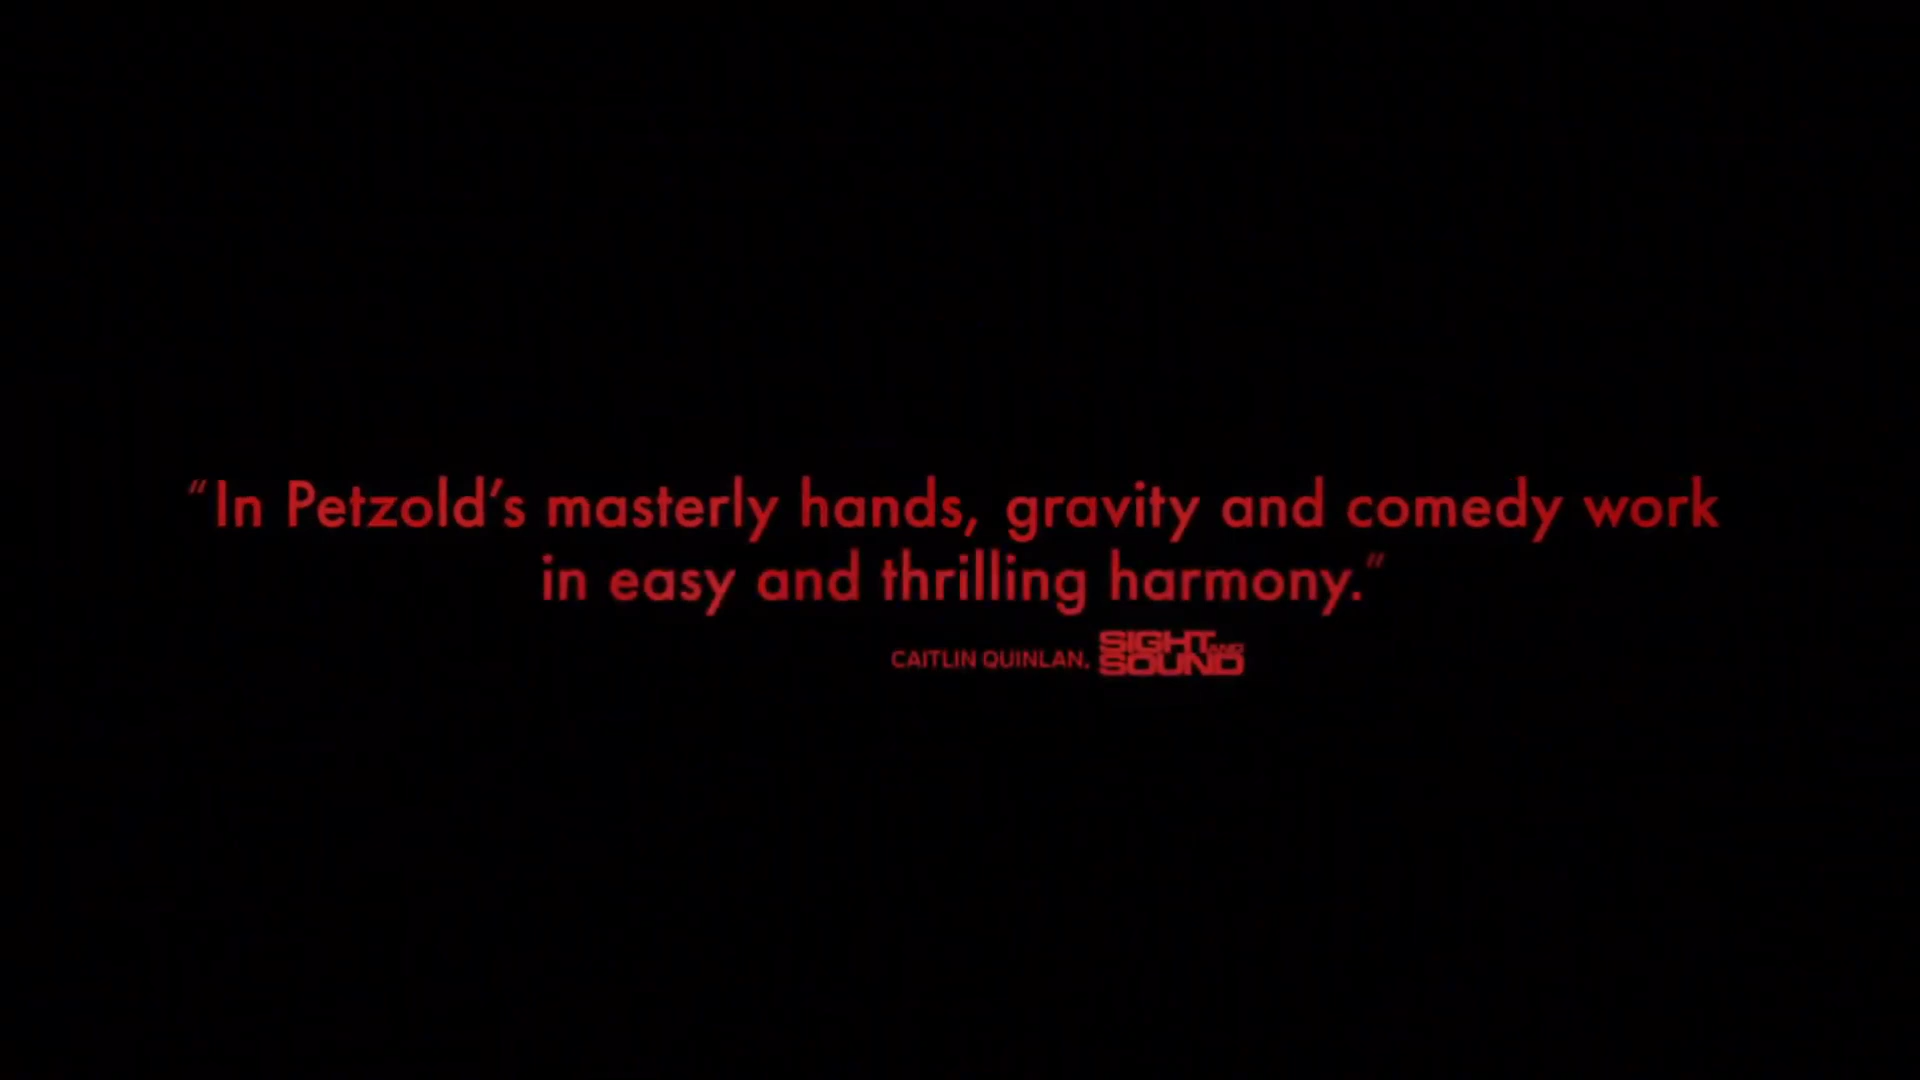 “In Petzold’s masterly hands, gravity and comedy work
in easy and thrilling harmony.”
CAITLIN QUINLAN, SIGHT AND SOUND